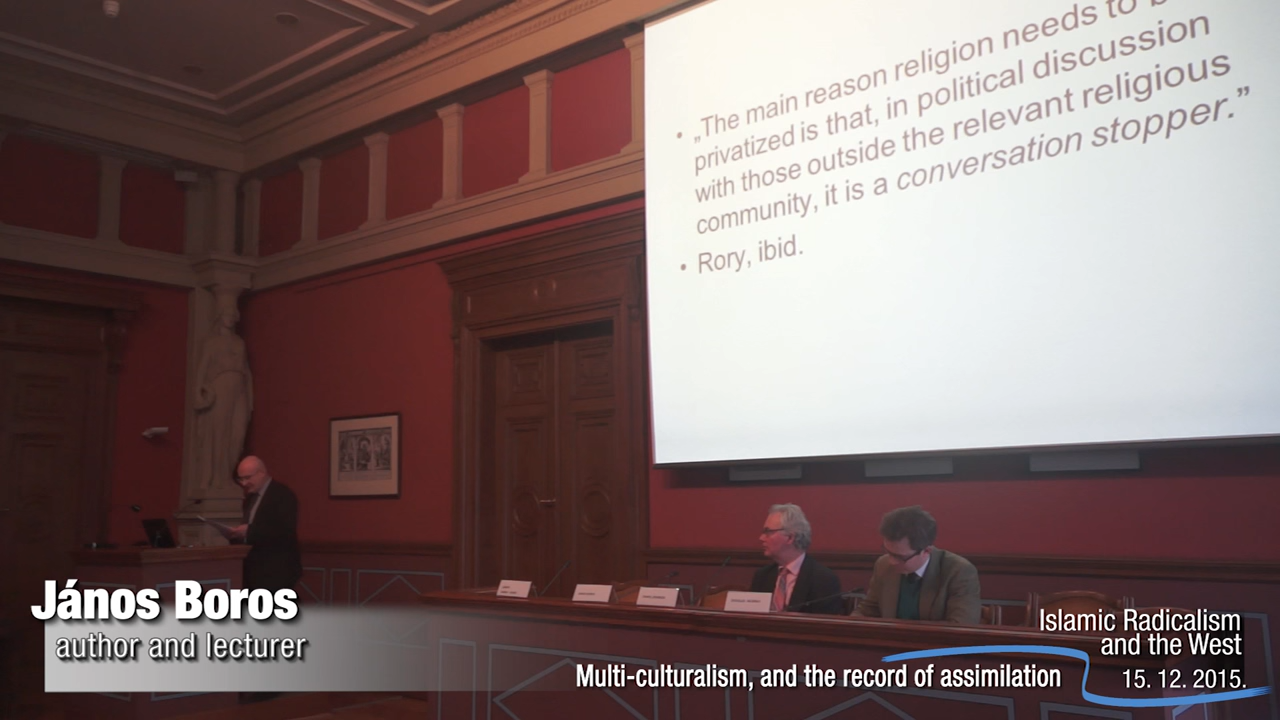 „The main reason religion needs to
privatized is that, in political discussion
with those outside the relevant religious
community, it is a conversation stopper.”
Rory, ibid.
János Boros
author and lecturer
Islamic Radicalism
and the West
Multi-culturalism, and the record of assimilation
15. 12. 2015.